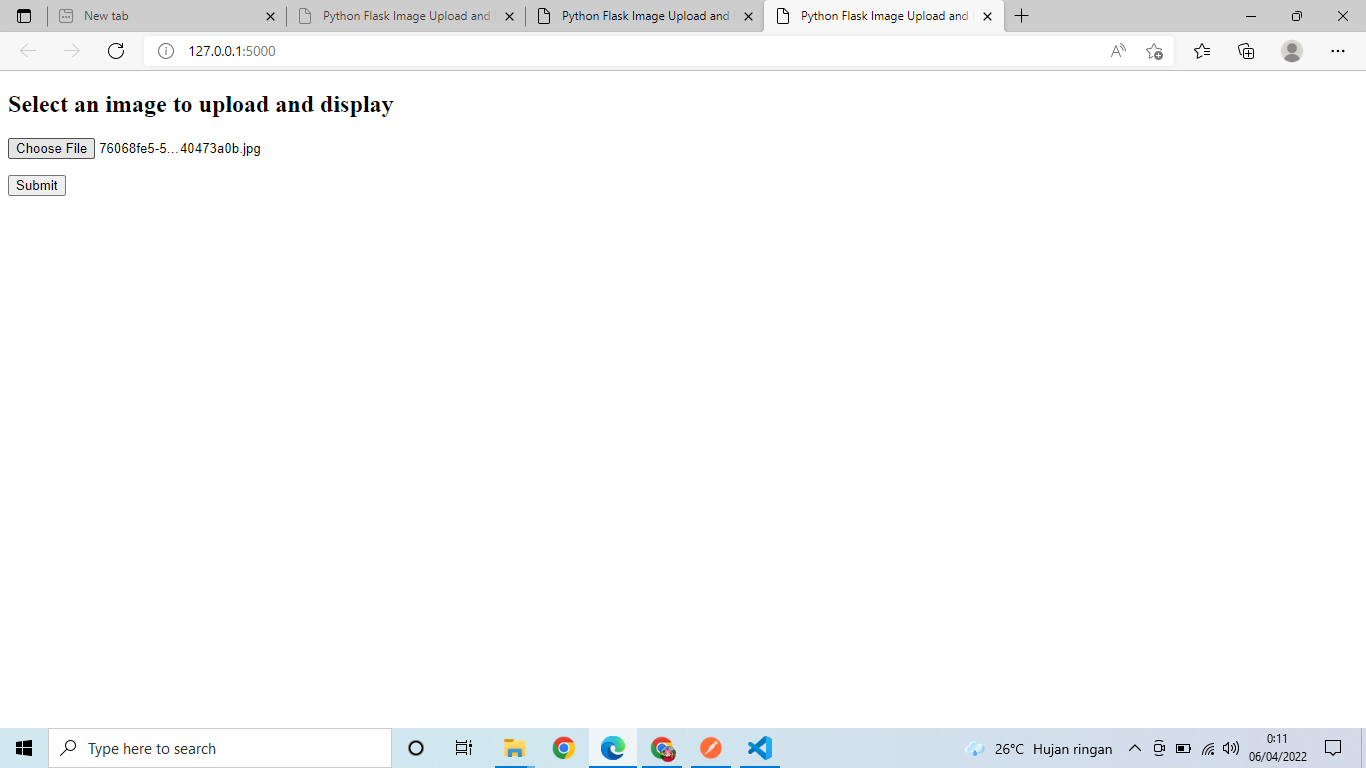 New tab
Python Flask Image Upload and
Python Flask Image Upload and
Python Flask Image Upload and
127.0.0.1:5000
Select an image to upload and display
Choose File 76068fe5-5...40473a0b.jpg
Submit
Type here to search
26°C Hujan ringan
0:11
06/04/2022